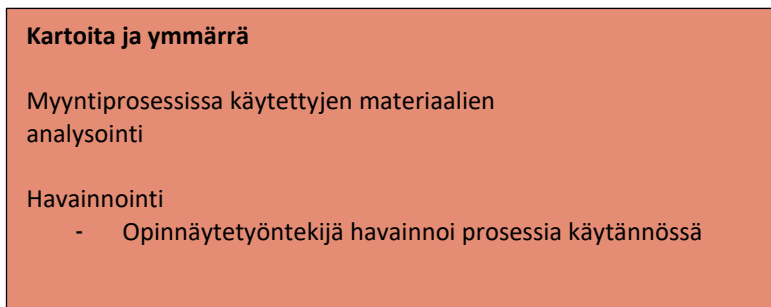 Kartoita ja ymmärrä
Myyntiprosessissa käytettyjen materiaalien
analysointi
Havainnointi
- Opinnäytetyöntekijä havainnoi prosessia käytännössä